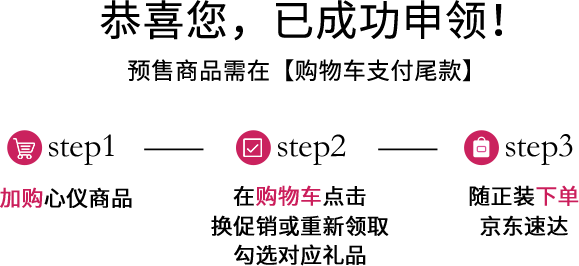 恭喜您，已成功申领！
预售商品需在【购物车支付尾款】
step1
加购心仪商品
step2
在购物车点击
换促销或重新领取
勾选对应礼品
step3
随正装下单
京东速达